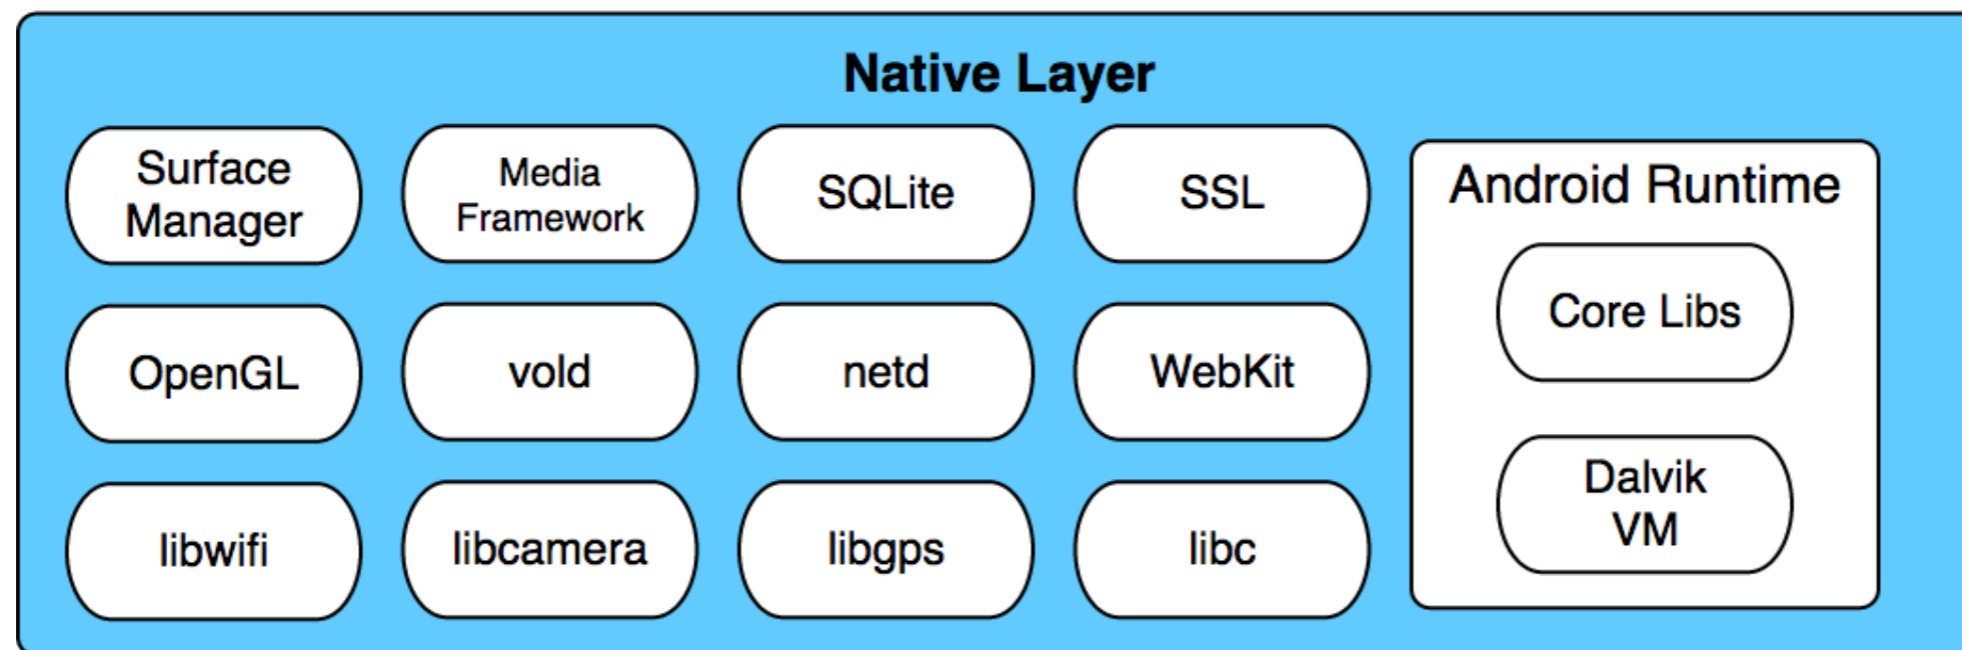 Native Layer
Surface
Manager
Media
Framework
SQLite
SSL
Android Runtime
Core Libs
OpenGL
vold
netd
WebKit
Dalvik
VM
libwifi
libcamera
libgps
libc